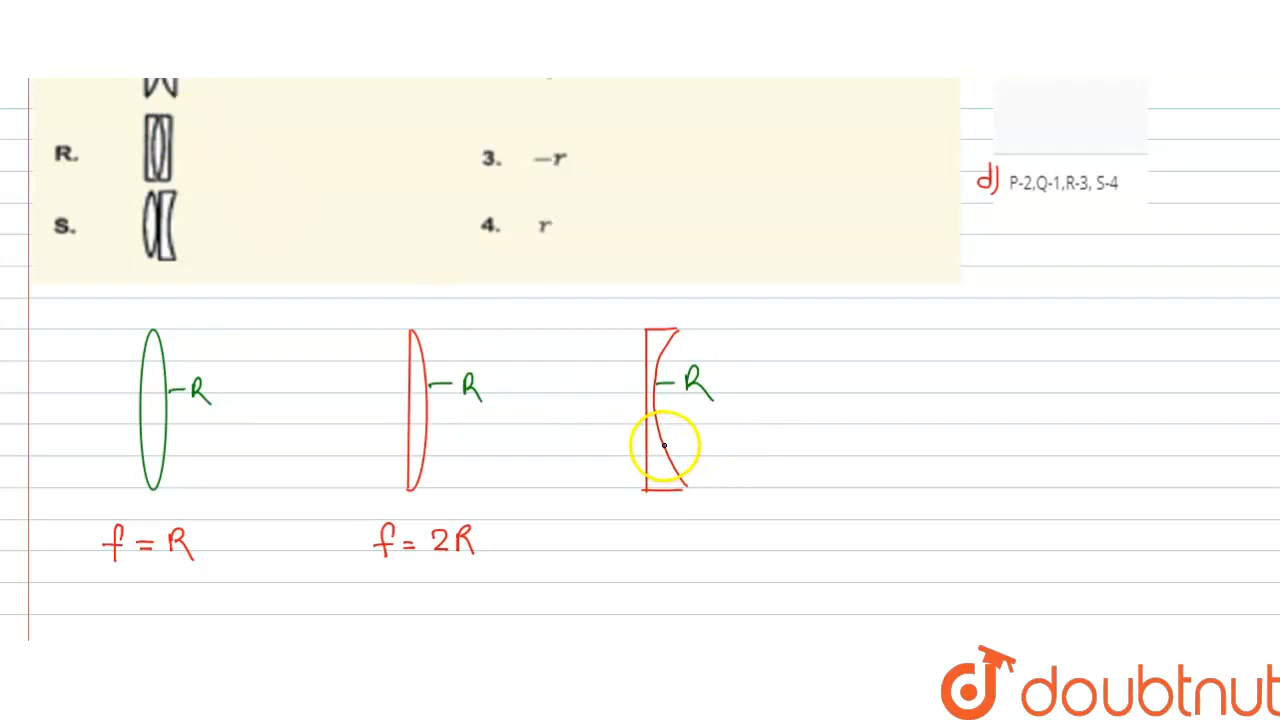 R.
3. −r
d) P-2,Q-1,R-3, S-4
S.
4. r
R
R
R
f = R
f = 2R
doubtnut